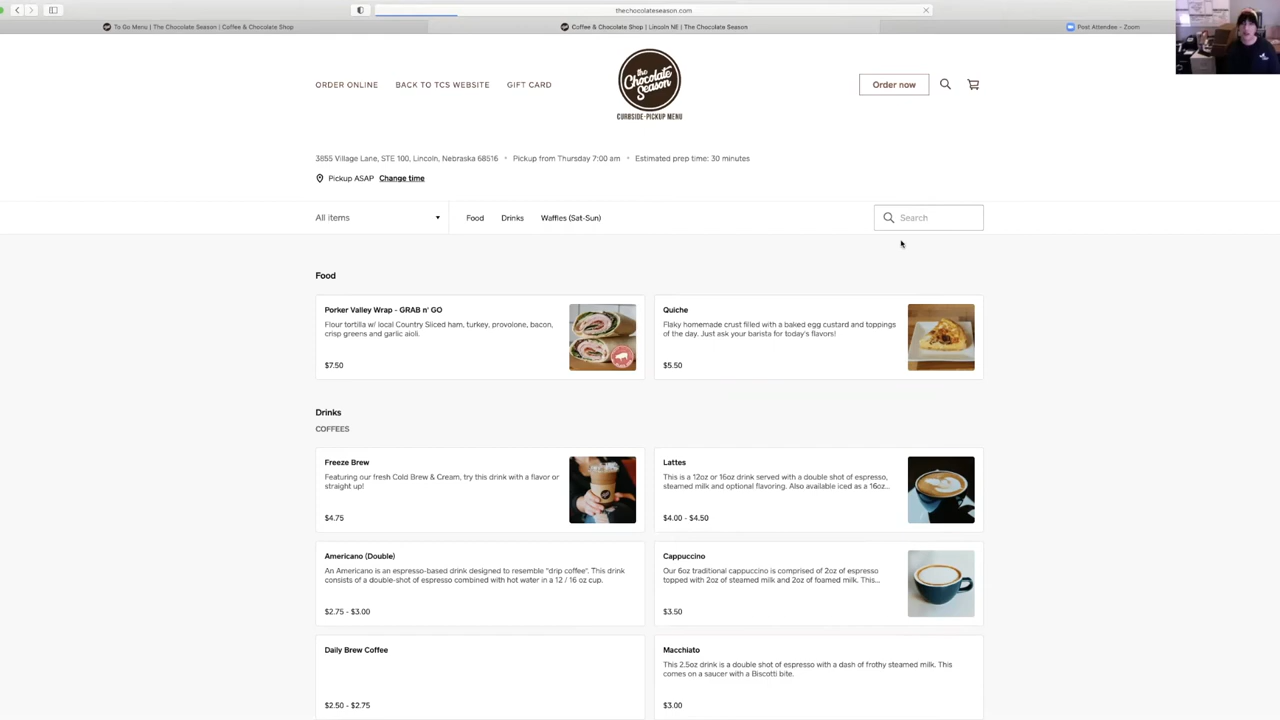 thechocolateseason.com
To Go Menu | The Chocolate Season | Coffee & Chocolate Shop
Coffee & Chocolate Shop | Lincoln NE | The Chocolate Season
Post Attendee - Zoom
ORDER ONLINE
BACK TO TCS WEBSITE
GIFT CARD
the
Chocolate
Season
CURBSIDE-PICKUP MENU
Order now
3855 Village Lane, STE 100, Lincoln, Nebraska 68516 • Pickup from Thursday 7:00 am • Estimated prep time: 30 minutes
Pickup ASAP Change time
All items
Food
Drinks
Waffles (Sat-Sun)
Search
Food
Porker Valley Wrap - GRAB n' GO
Flour tortilla w/ local Country Sliced ham, turkey, provolone, bacon,
crisp greens and garlic aioli.
$7.50
Quiche
Flaky homemade crust filled with a baked egg custard and toppings
of the day. Just ask your barista for today's flavors!
$5.50
Drinks
COFFEES
Freeze Brew
Featuring our fresh Cold Brew & Cream, try this drink with a flavor or
straight up!
$4.75
Lattes
This is a 12oz or 16oz drink served with a double shot of espresso,
steamed milk and optional flavoring. Also available iced as a 16oz...
$4.00 - $4.50
Americano (Double)
An Americano is an espresso-based drink designed to resemble "drip coffee". This drink
consists of a double-shot of espresso combined with hot water in a 12 / 16 oz cup.
$2.75 - $3.00
Cappuccino
Our 6oz traditional cappuccino is comprised of 2oz of espresso
topped with 2oz of steamed milk and 2oz of foamed milk. This...
$3.50
Daily Brew Coffee
$2.50 - $2.75
Macchiato
This 2.5oz drink is a double shot of espresso with a dash of frothy steamed milk. This
comes on a saucer with a Biscotti bite.
$3.00